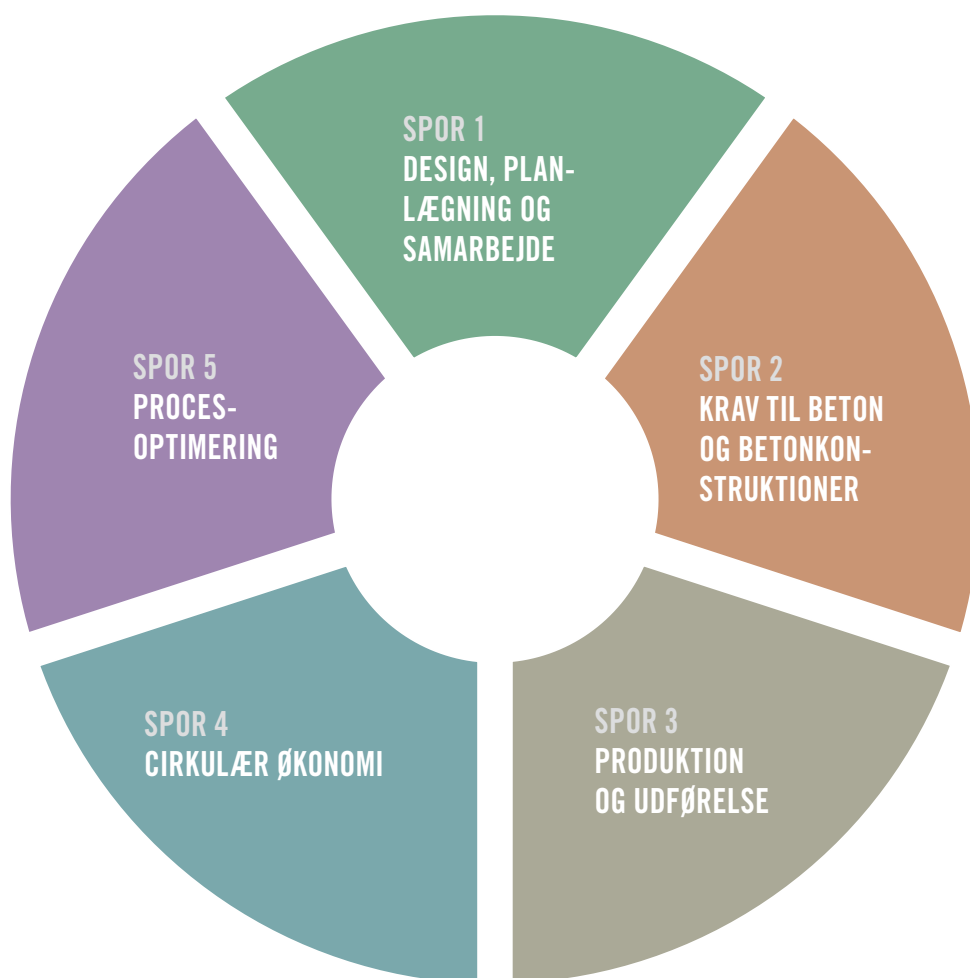 SPOR 1
DESIGN, PLAN-
LÆGNING OG
SAMARBEJDE
SPOR 2
KRAV TIL BETON
OG BETONKON-
STRUKTIONER
SPOR 3
PRODUKTION
OG UDFØRELSE
SPOR 4
CIRKULÆR ØKONOMI
SPOR 5
PROCES-
OPTIMERING